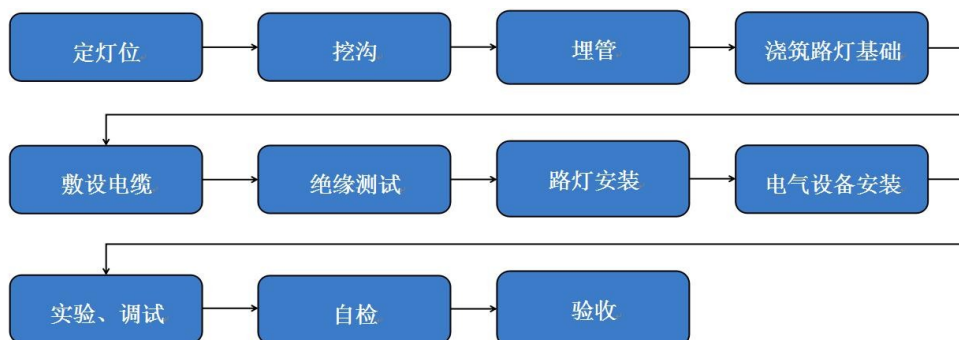 定灯位
挖沟
埋管
浇筑路灯基础
敷设电缆
绝缘测试
路灯安装
电气设备安装
实验、调试
自检
验收